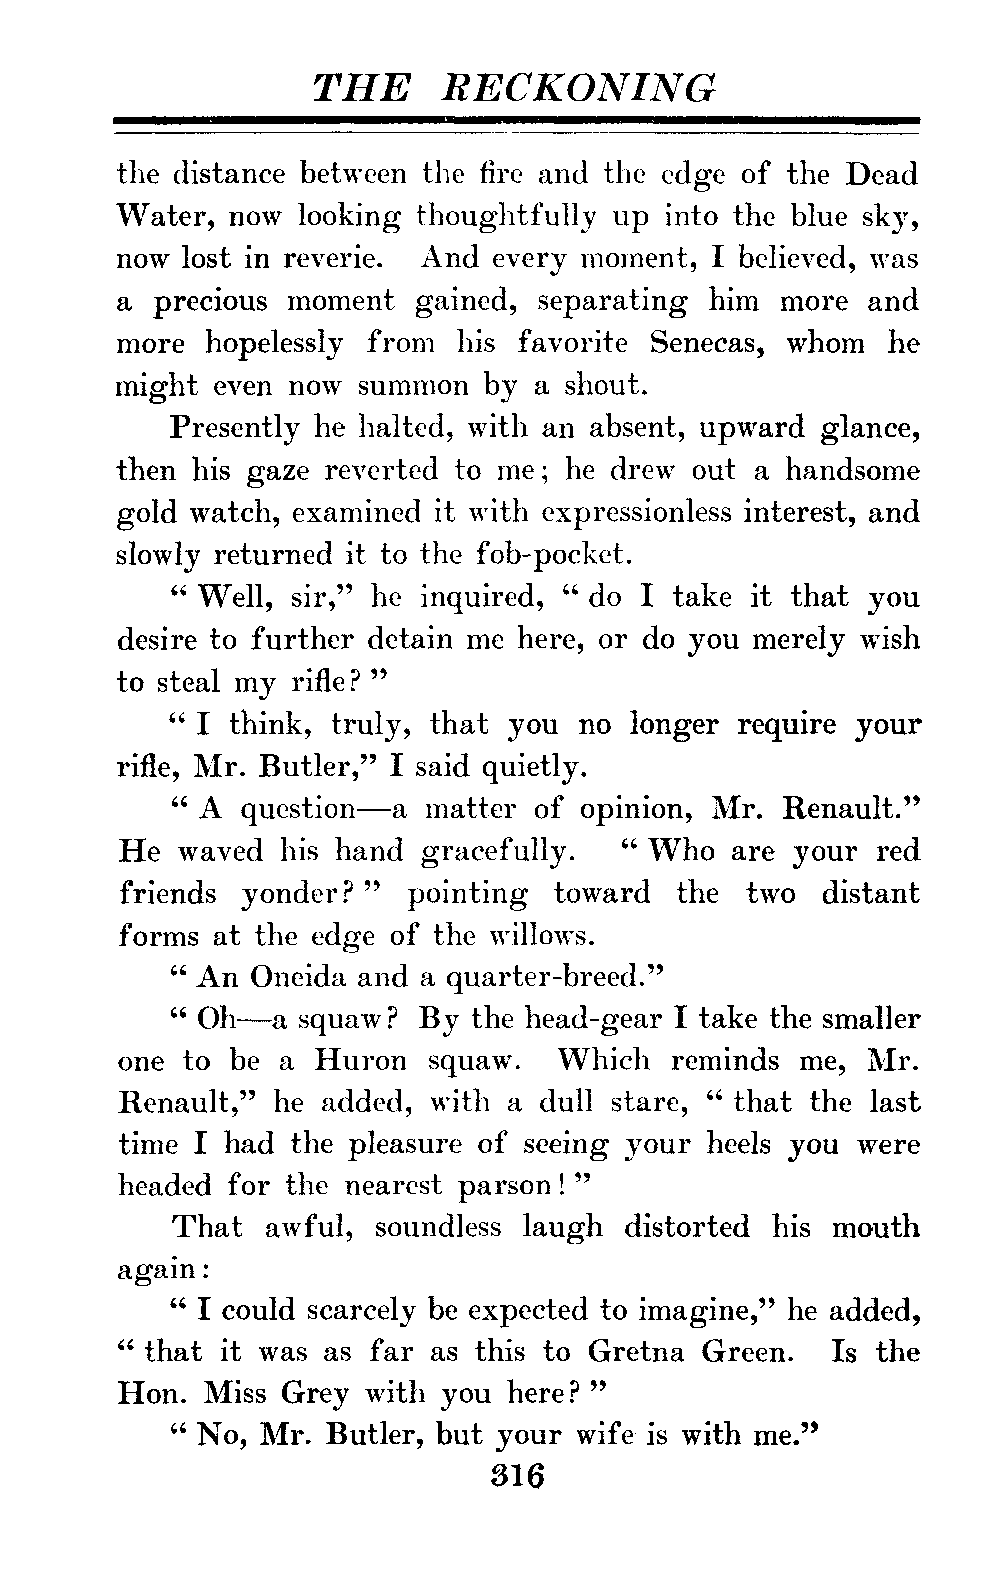 THE RECKONING
the distance between the fire and the edge of the Dead
Water, now looking thoughtfully up into the blue sky,
now lost in reverie. And every moment, I believed, was
a precious moment gained, separating him more and
more hopelessly from his favorite Senecas, whom he
might even now summon by a shout.
Presently he halted, with an absent, upward glance,
then his gaze reverted to me; he drew out a handsome
gold watch, examined it with expressionless interest, and
slowly returned it to the fob-pocket.
“ Well, sir,” he inquired, “ do I take it that you
desire to further detain me here, or do you merely wish
to steal my rifle? ”
“ I think, truly, that you no longer require your
rifle, Mr. Butler,” I said quietly.
“ A question—a matter of opinion, Mr. Renault.”
He waved his hand gracefully. “ Who are your red
friends yonder? ” pointing toward the two distant
forms at the edge of the willows.
“ An Oneida and a quarter-breed.”
“ Oh—a squaw? By the head-gear I take the smaller
one to be a Huron squaw. Which reminds me, Mr.
Renault,” he added, with a dull stare, “ that the last
time I had the pleasure of seeing your heels you were
headed for the nearest parson! ”
That awful, soundless laugh distorted his mouth
again:
“ I could scarcely be expected to imagine,” he added,
“ that it was as far as this to Gretna Green. Is the
Hon. Miss Grey with you here? ”
“ No, Mr. Butler, but your wife is with me.”
316